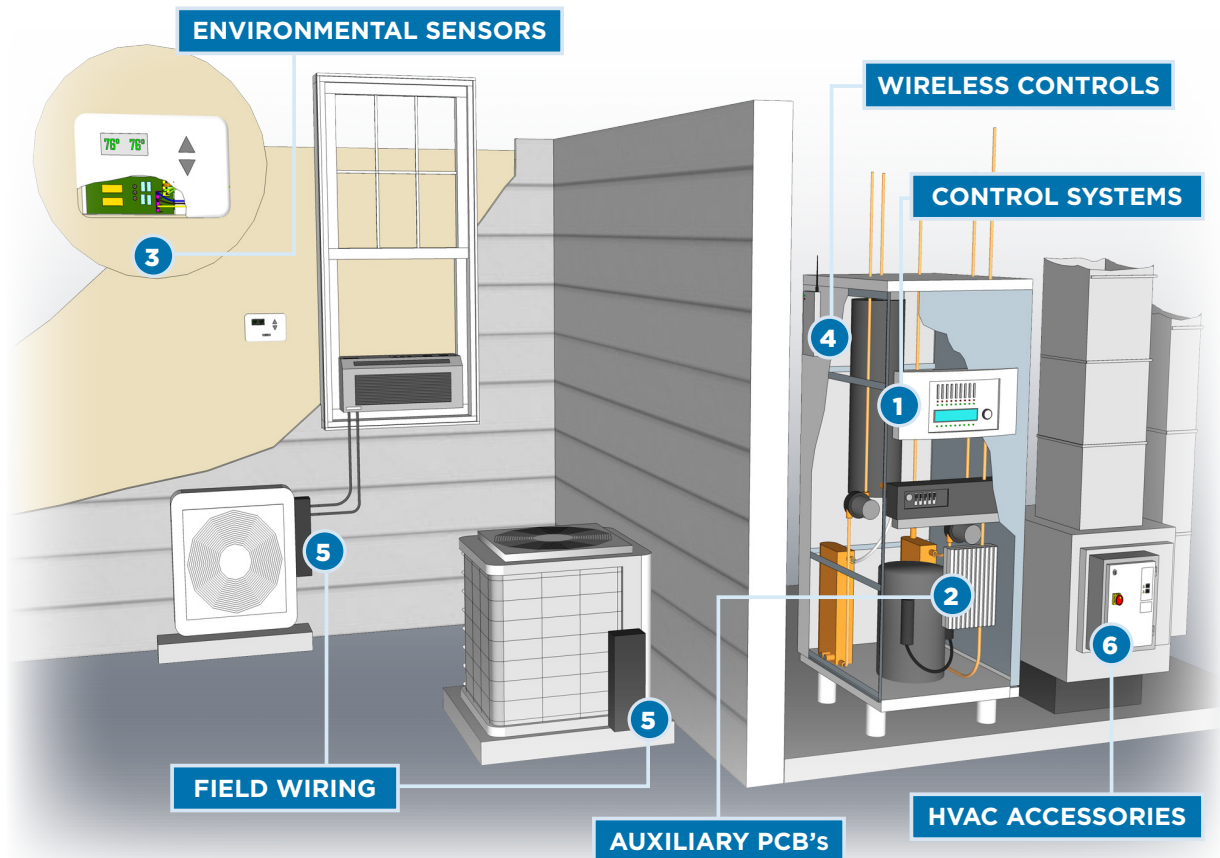 ENVIRONMENTAL SENSORS
WIRELESS CONTROLS
76° 76°
CONTROL SYSTEMS
3
4
1
5
2
6
5
FIELD WIRING
HVAC ACCESSORIES
AUXILIARY PCB's